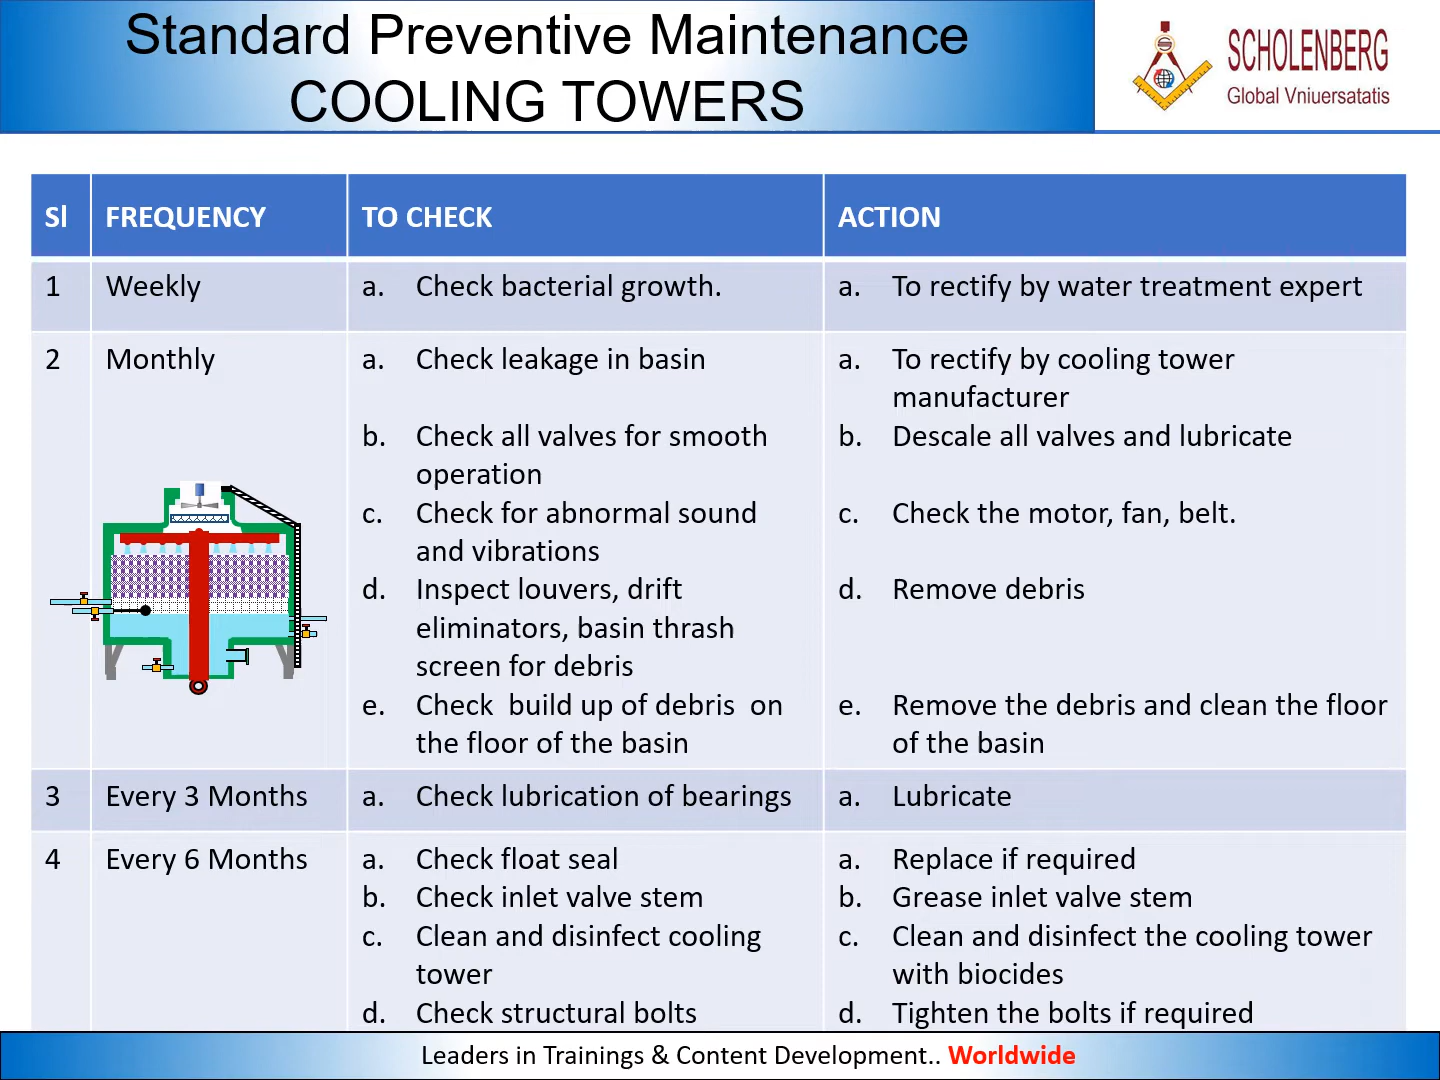 Standard Preventive Maintenance
COOLING TOWERS
SCHOLENBERG
Global Vniuersatatis
Sl FREQUENCY TO CHECK ACTION
1 Weekly a. Check bacterial growth. a. To rectify by water treatment expert
2 Monthly a. Check leakage in basin a. To rectify by cooling tower
manufacturer
b. Check all valves for smooth b. Descale all valves and lubricate
operation
c. Check for abnormal sound c. Check the motor, fan, belt.
and vibrations
d. Inspect louvers, drift d. Remove debris
eliminators, basin thrash
screen for debris
e. Check build up of debris on e. Remove the debris and clean the floor
the floor of the basin of the basin
3 Every 3 Months a. Check lubrication of bearings a. Lubricate
4 Every 6 Months a. Check float seal a. Replace if required
b. Check inlet valve stem b. Grease inlet valve stem
c. Clean and disinfect cooling c. Clean and disinfect the cooling tower
tower with biocides
d. Check structural bolts d. Tighten the bolts if required
Leaders in Trainings & Content Development.. Worldwide